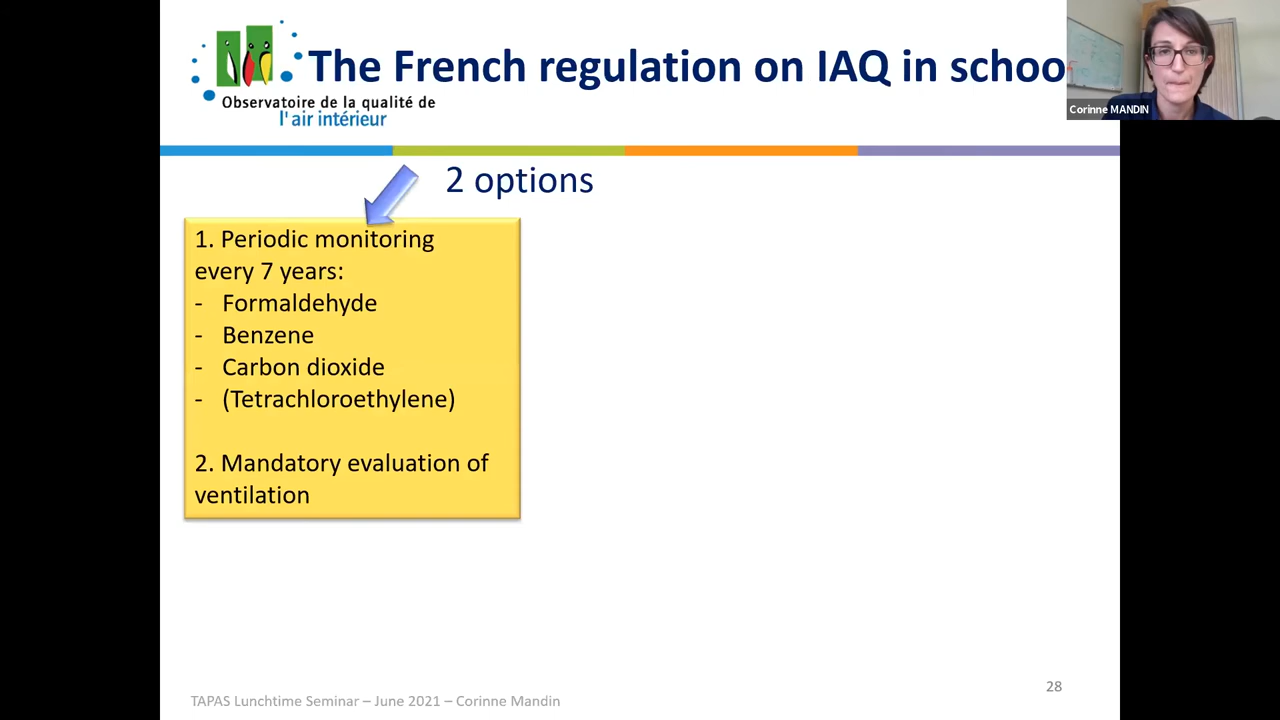 The French regulation on IAQ in schoo
Observatoire de la qualité de
l'air intérieur
Corinne MANDIN
2 options
1. Periodic monitoring
every 7 years:
- Formaldehyde
- Benzene
- Carbon dioxide
- (Tetrachloroethylene)
2. Mandatory evaluation of
ventilation
TAPAS Lunchtime Seminar – June 2021 – Corinne Mandin
28